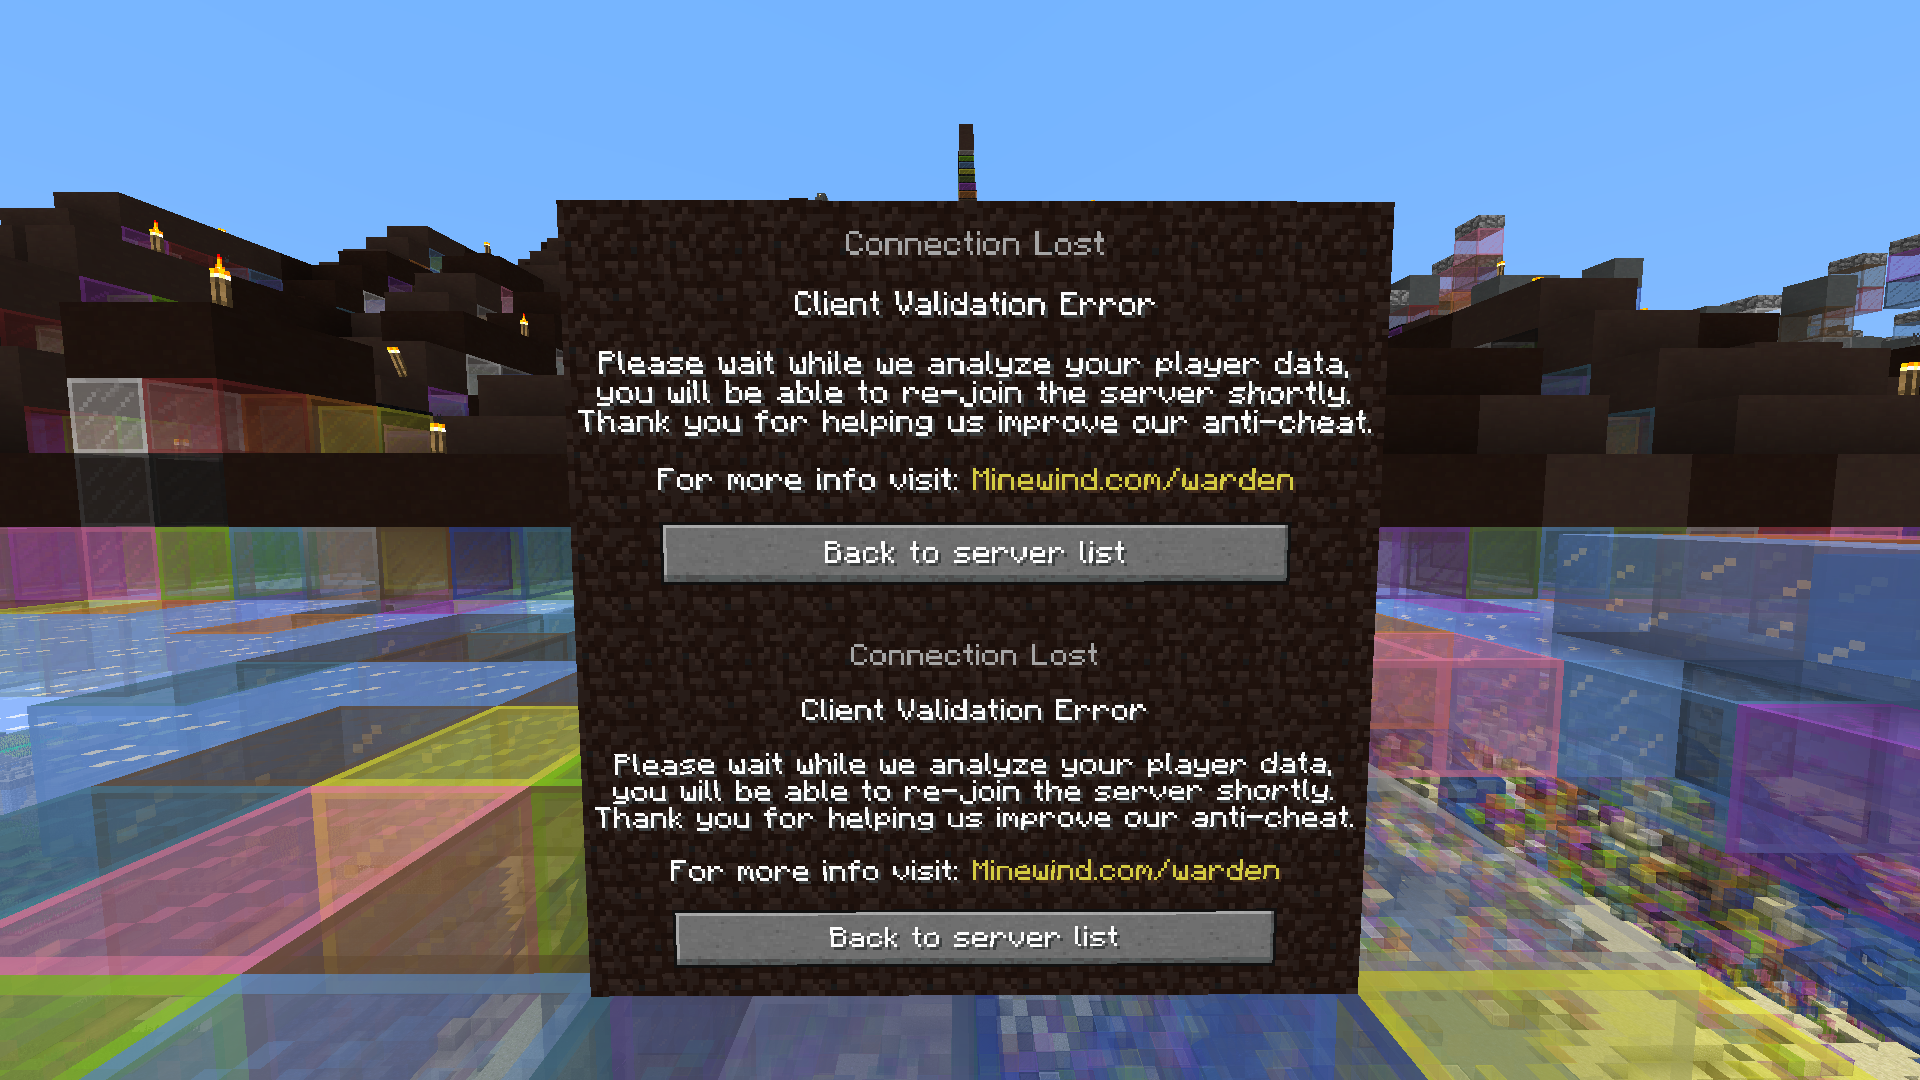 Connection Lost
Client Validation Error
Please wait while we analyze your player data,
you will be able to re-join the server shortly.
Thank you for helping us improve our anti-cheat.
For more info visit: Minewind.com/warden
Back to server list
Connection Lost
Client Validation Error
Please wait while we analyze your player data,
you will be able to re-join the server shortly.
Thank you for helping us improve our anti-cheat.
For more info visit: Minewind.com/warden
Back to server list